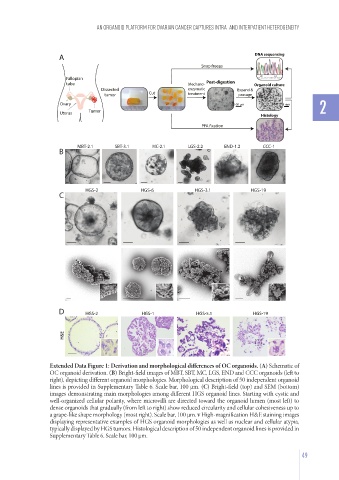 AN ORGANOID PLATFORM FOR OVARIAN CANCER CAPTURES INTRA- AND INTERPATIENT HETEROGENEITY
A
DNA sequencing
Snap-freeze
Fallopian
tube
Dissected
tumor
Cut
Mechano-
enzymatic
treatment
Post-digestion
Expand &
passage
Organoid culture
Ovary
Uterus
Tumor
2
Histology
PFA fixation
MBT-2.1
SBT-3.1
MC-2.1
LGS-2.2
END-1.2
CCC-1
B
HGS-2
HGS-6
HGS-3.1
HGS-19
C
D
HGS-2
HGS-1
HGS-3.1
HGS-19
H&E
Extended Data Figure 1: Derivation and morphological differences of OC organoids. (A) Schematic of
OC organoid derivation. (B) Bright-field images of MBT, SBT, MC, LGS, END and CCC organoids (left to
right), depicting different organoid morphologies. Morphological description of 50 independent organoid
lines is provided in Supplementary Table 6. Scale bar, 100 μm. (C) Bright-field (top) and SEM (bottom)
images demonstrating main morphologies among different HGS organoid lines. Starting with cystic and
well-organized cellular polarity, where microvilli are directed toward the organoid lumen (most left) to
dense organoids that gradually (from left to right) show reduced circularity and cellular cohesiveness up to
a grape-like shape morphology (most right). Scale bar, 100 μm. High-magnification H&E staining images
displaying representative examples of HGS organoid morphologies as well as nuclear and cellular atypia,
typically displayed by HGS tumors. Histological description of 50 independent organoid lines is provided in
Supplementary Table 6. Scale bar, 100 μm.
49